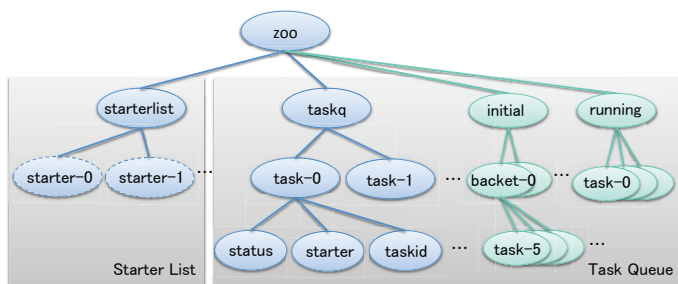 zoo
starterlist taskq initial running
starter-0 starter-1 ... task-0 task-1 ... backet-0 ... task-0
status starter taskid ... task-5 ...
Starter List Task Queue